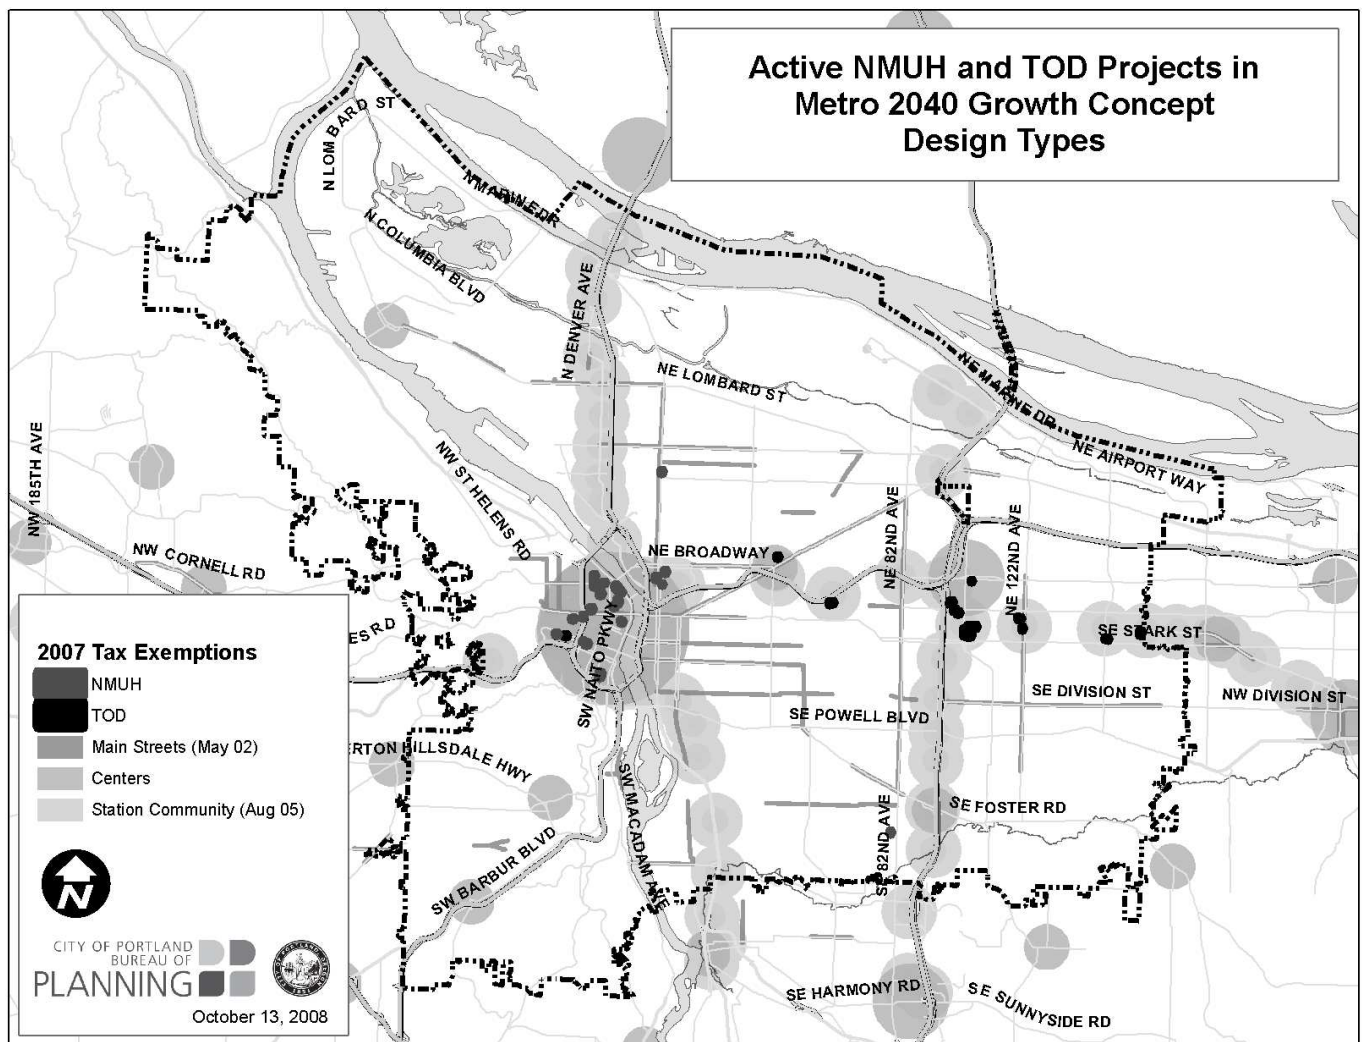 Active NMUH and TOD Projects in
Metro 2040 Growth Concept
Design Types
N LOMBARD ST
N MARINE DR
N COLUMBIA BLVD
N DENVER AVE
NE LOMBARD ST
NE MARINE DR
NE AIRPORT WAY
NW 185TH AVE
NW ST HELENS RD
NW CORNELL RD
NE BROADWAY
NE 82ND AVE
NE 122ND AVE
ES RD
SW NAITO PKWY
SE STARK ST
SE DIVISION ST
NW DIVISION ST
SE POWELL BLVD
ERTON HILLSDALE HWY
SW MACADAM AVE
SE 82ND AVE
SE FOSTER RD
SW BARBUR BLVD
SE HARMONY RD
SE SUNNYSIDE RD
2007 Tax Exemptions
NMUH
TOD
Main Streets (May 02)
Centers
Station Community (Aug 05)
N
CITY OF PORTLAND
BUREAU OF
PLANNING
October 13, 2008